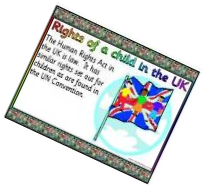 Rights of a child in the UK
The Human Rights Act in
the UK is law. It has
similar rights set out for
children as are found in
the UN Convention.